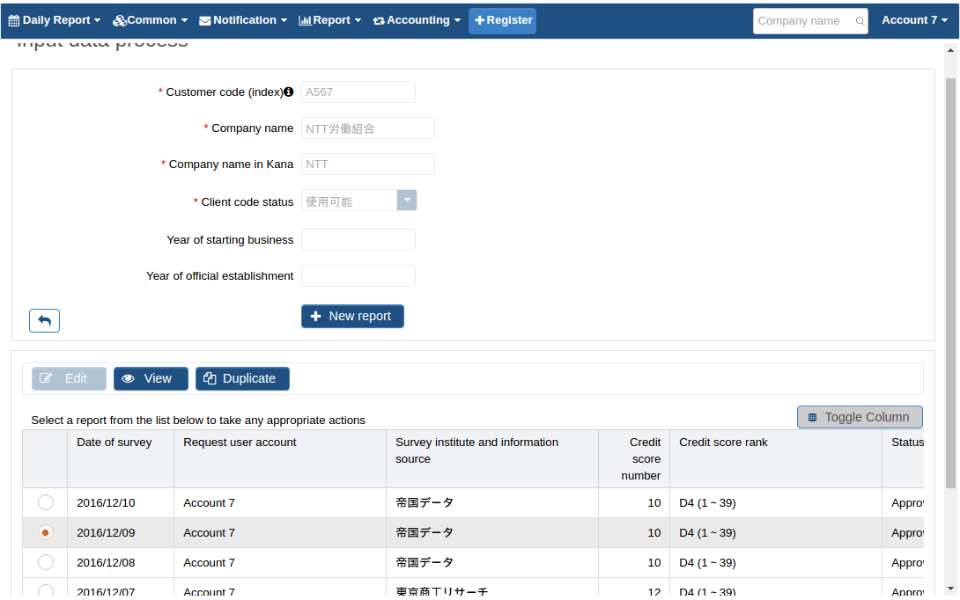 Daily Report Common Notification Report Accounting Register Company name Account 7
Input data process
* Customer code (index) A567
* Company name NTT労働組合
* Company name in Kana NTT
* Client code status 使用可能
Year of starting business
Year of official establishment
New report
Edit View Duplicate
Select a report from the list below to take any appropriate actions
Toggle Column
Date of survey Request user account Survey institute and information source Credit score number Credit score rank Status
2016/12/10 Account 7 帝国データ 10 D4 (1 ~ 39) Approv
2016/12/09 Account 7 帝国データ 10 D4 (1 ~ 39) Approv
2016/12/08 Account 7 帝国データ 10 D4 (1 ~ 39) Approv
2016/12/07 Account 7 東京商工リサーチ 12 D4 (1 ~ 39) Approv